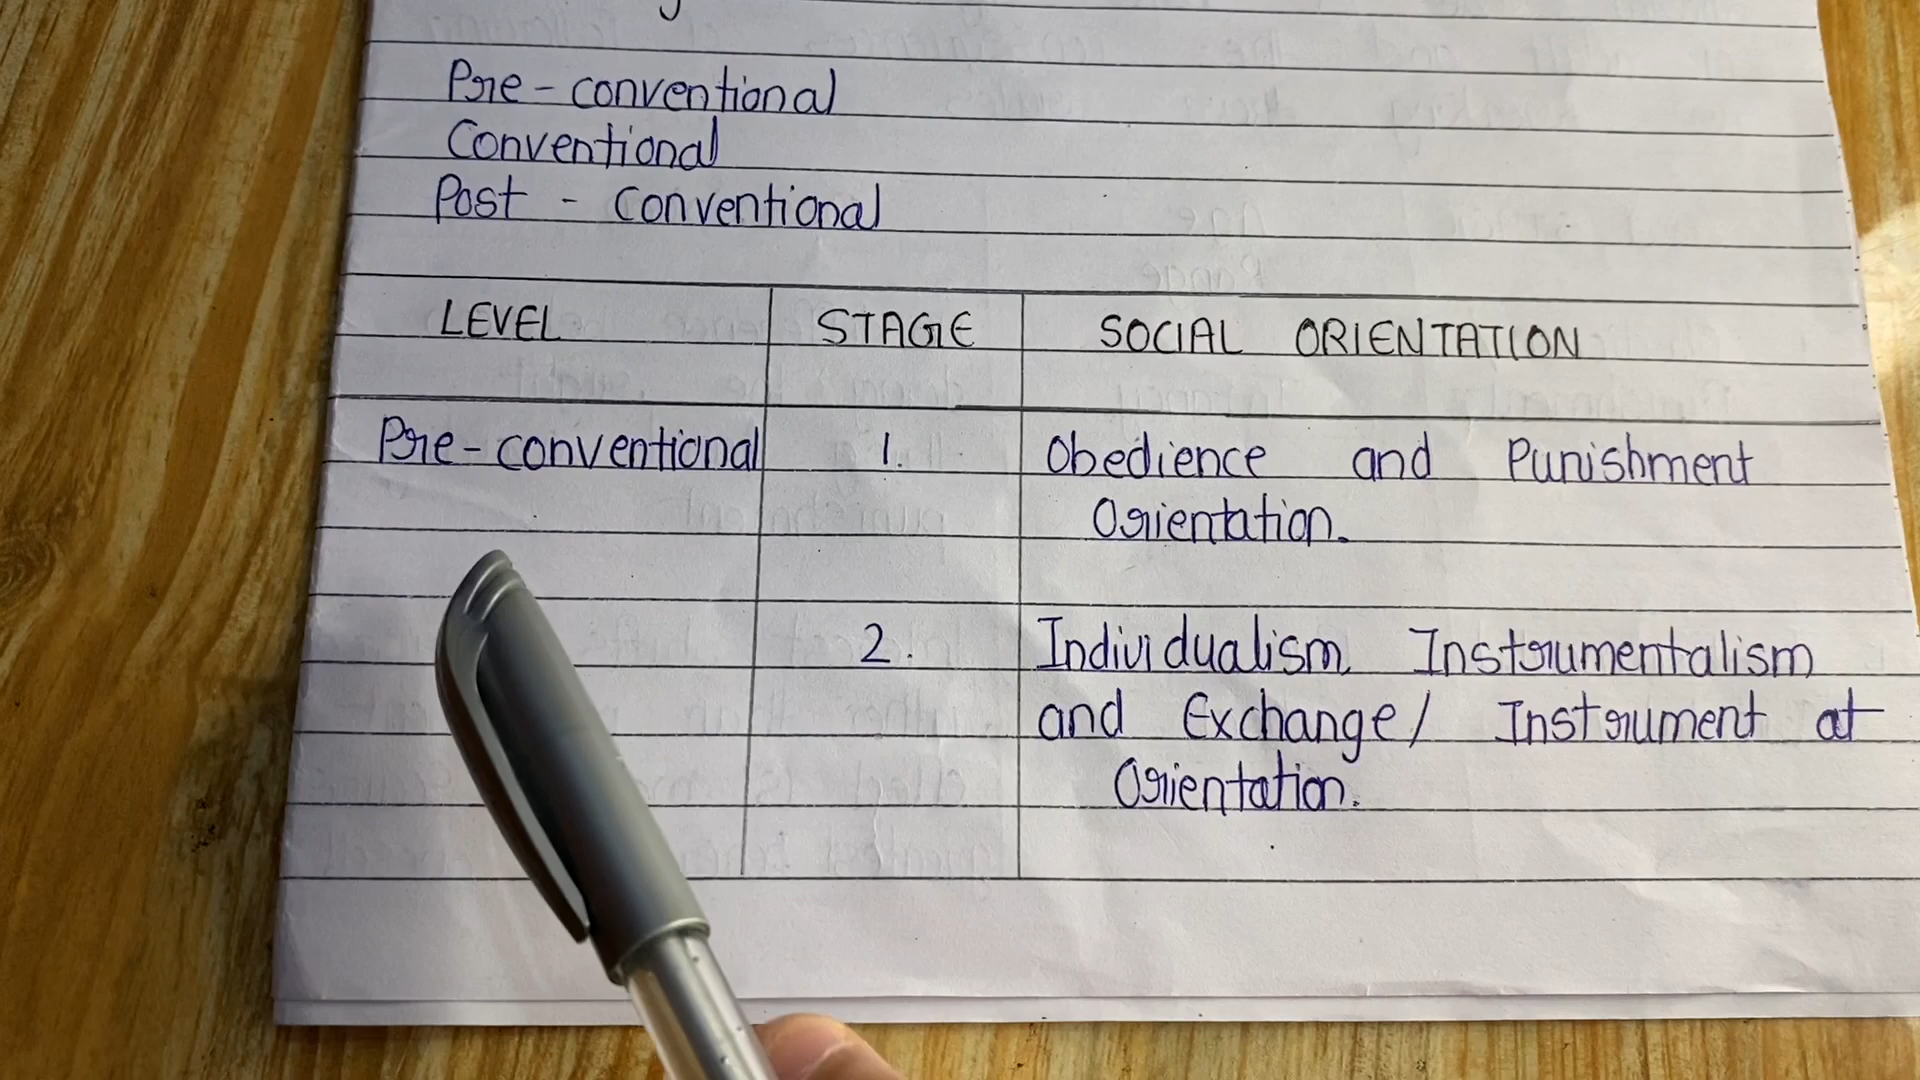 Pre - conventional
Conventional
Post - Conventional
LEVEL STAGE SOCIAL ORIENTATION
Pre - conventional 1. Obedience and Punishment
Orientation.
2. Individualism Instrumentalism
and Exchange / Instrument at
Orientation.